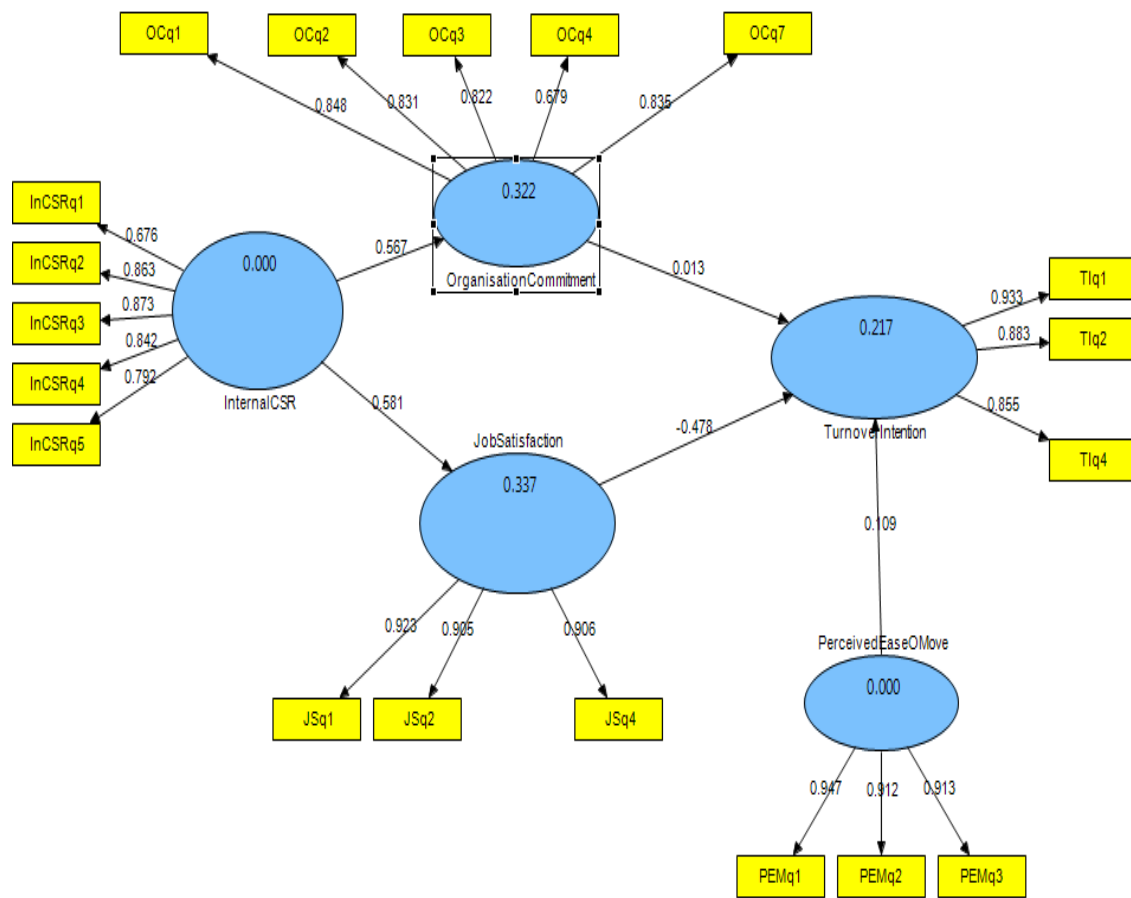 OCq1
OCq2
OCq3
OCq4
OCq7
0.848
0.831
0.822
0.679
0.835
InCSRq1
InCSRq2
InCSRq3
InCSRq4
InCSRq5
0.676
0.863
0.873
0.842
0.792
0.000
InternalCSR
0.567
0.581
0.322
OrganisationCommitment
0.013
0.217
TurnoverIntention
0.933
0.883
0.855
TIq1
TIq2
TIq4
JobSatisfaction
0.337
-0.478
0.109
0.923
0.905
0.906
JSq1
JSq2
JSq4
PerceivedEaseOMove
0.000
0.947
0.912
0.913
PEMq1
PEMq2
PEMq3